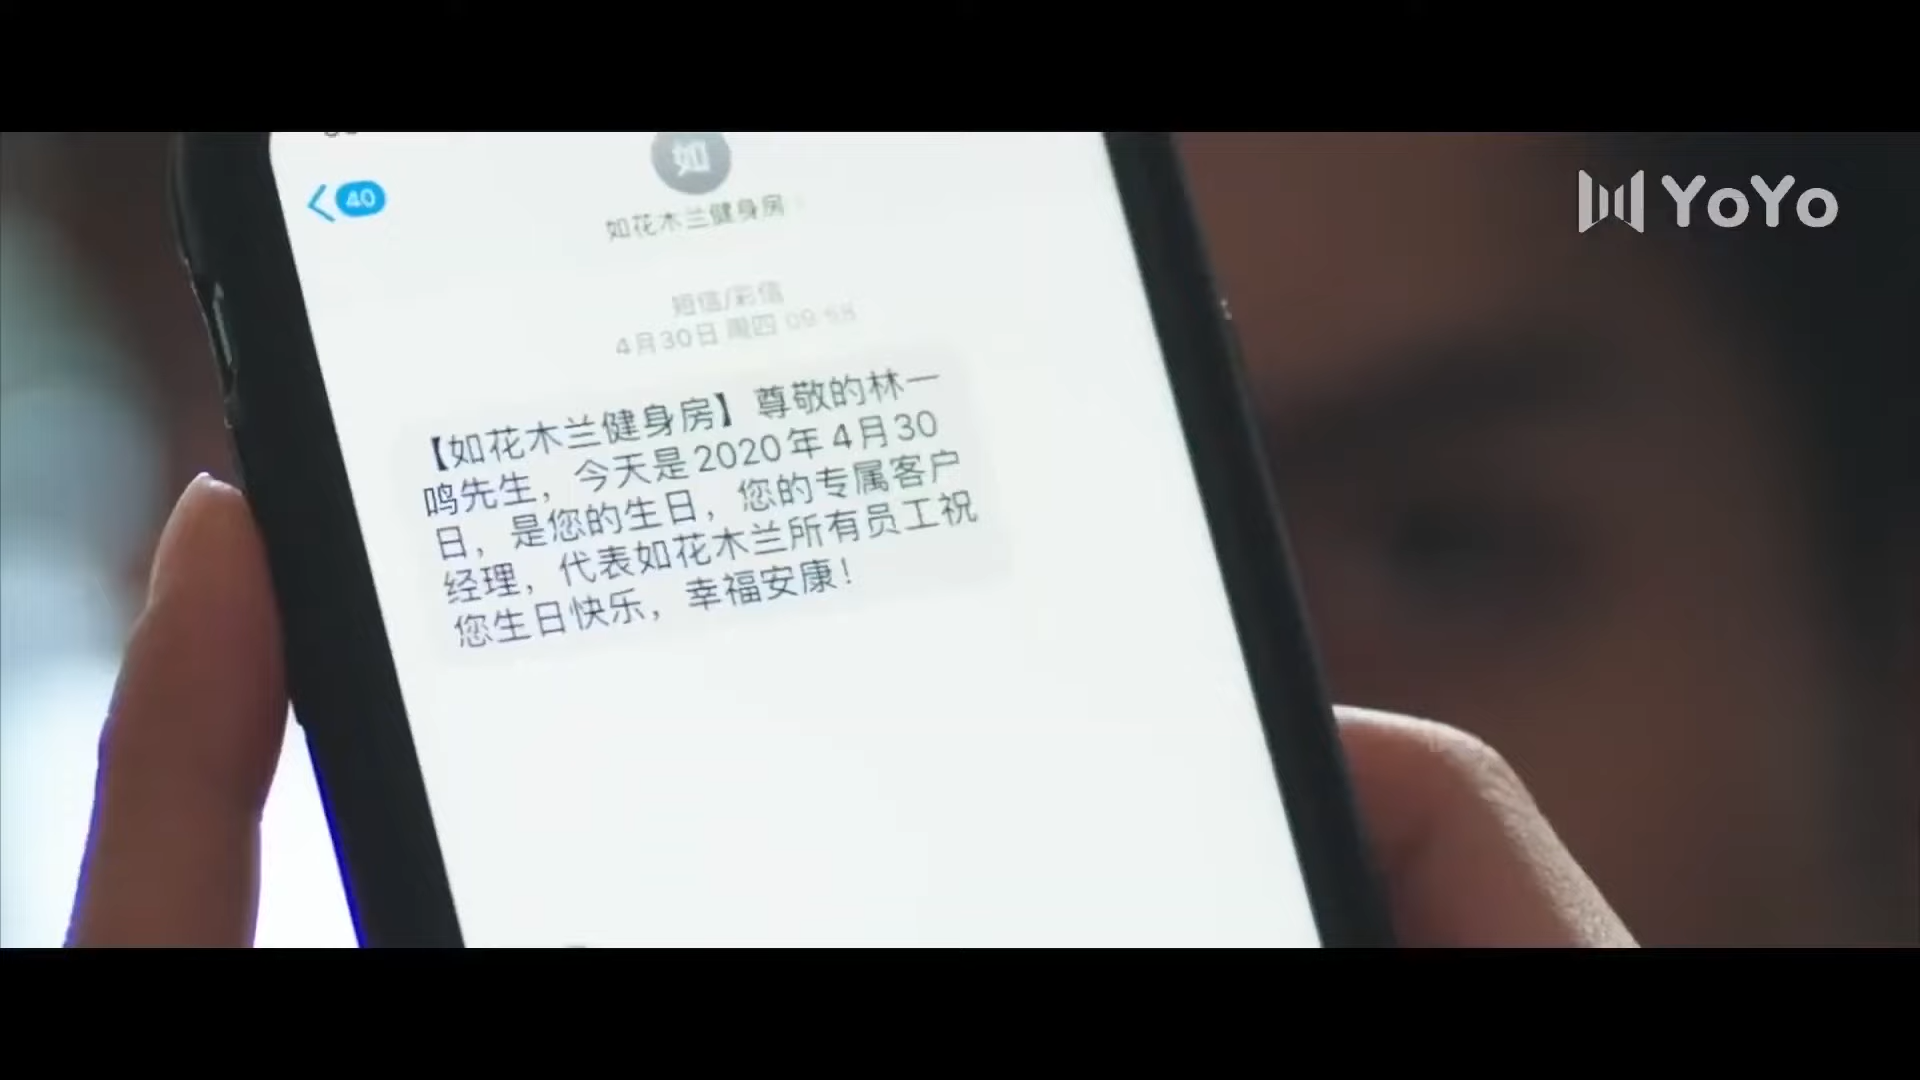 YoYo
40
如
如花木兰健身房
短信/彩信
4月30日 周四 09:58
【如花木兰健身房】尊敬的林一
鸣先生，今天是2020年4月30
日，是您的生日，您的专属客户
经理，代表如花木兰所有员工祝
您生日快乐，幸福安康！